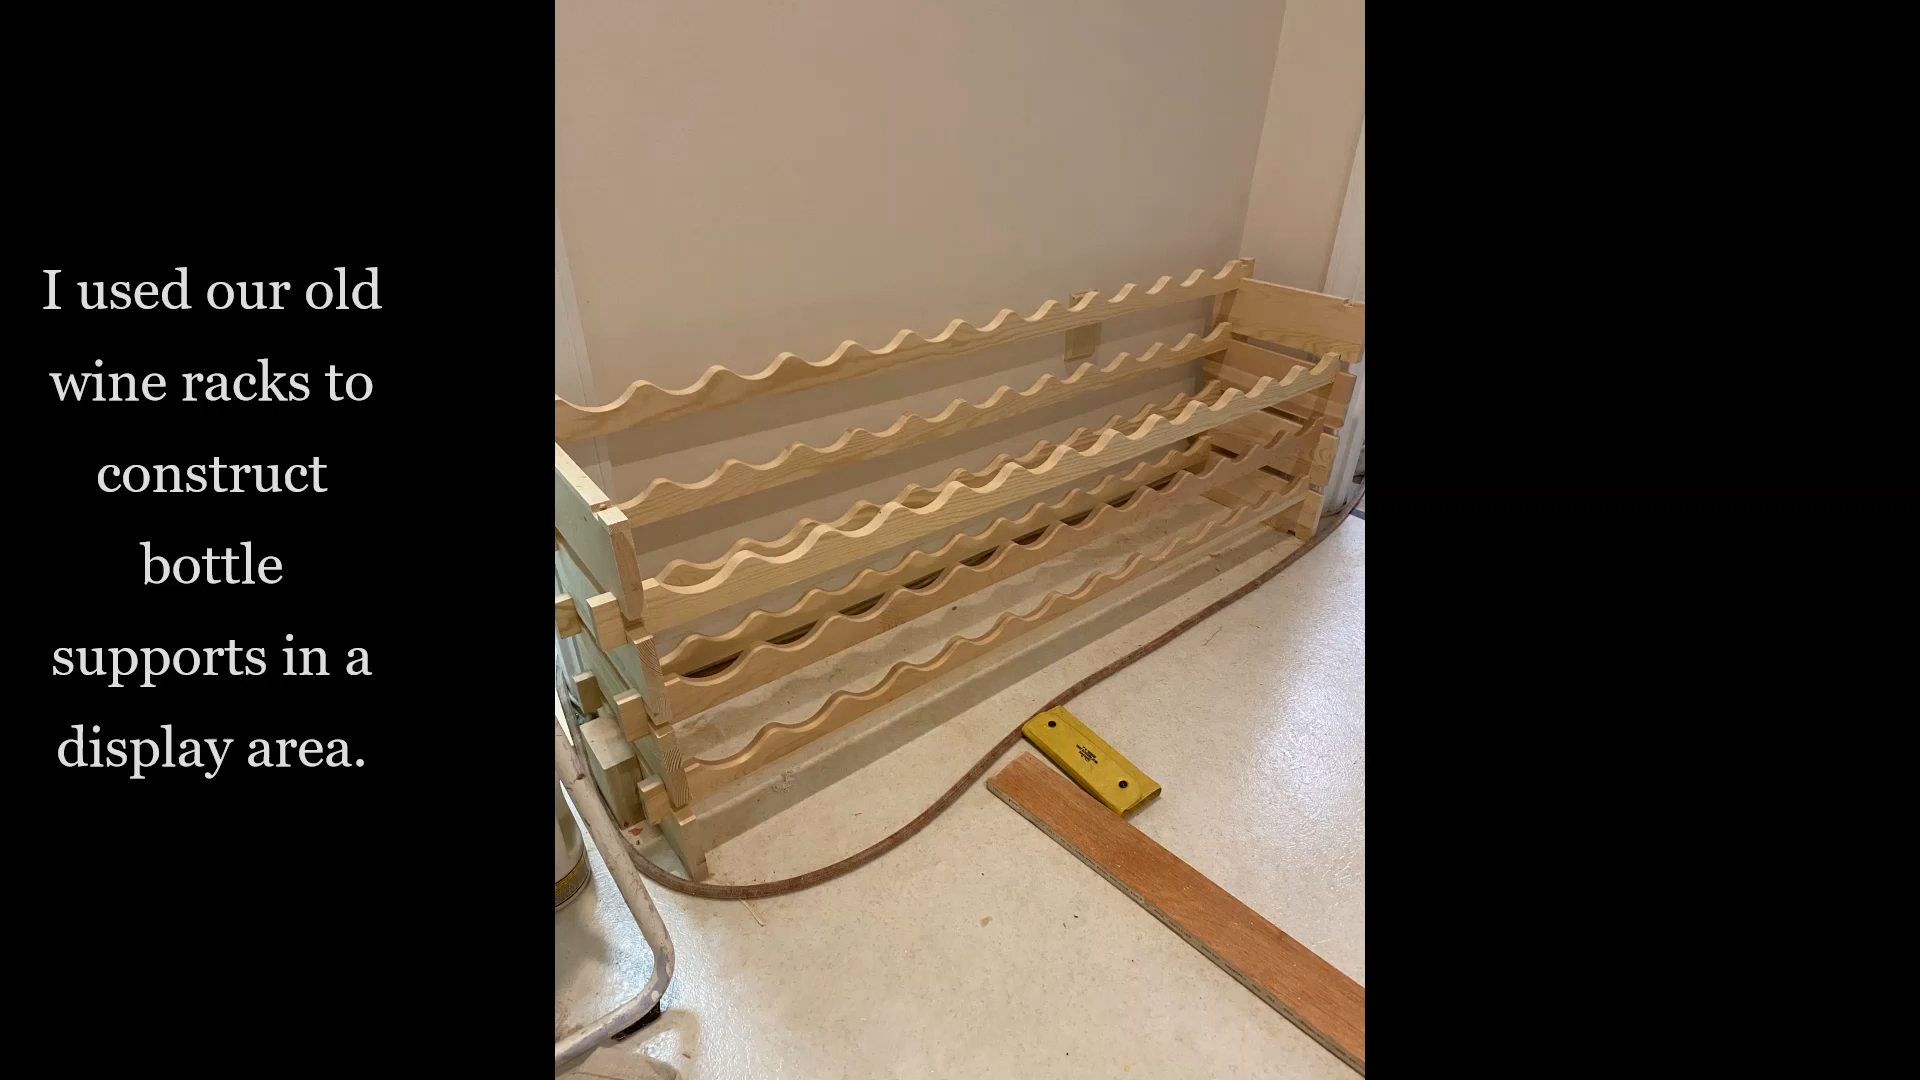 I used our old
wine racks to
construct
bottle
supports in a
display area.